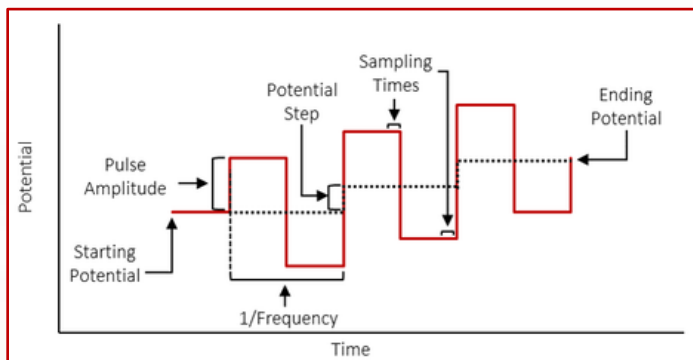 Sampling
Times
Potential
Step
Ending
Potential
Pulse
Amplitude
Potential
Starting
Potential
1/Frequency
Time